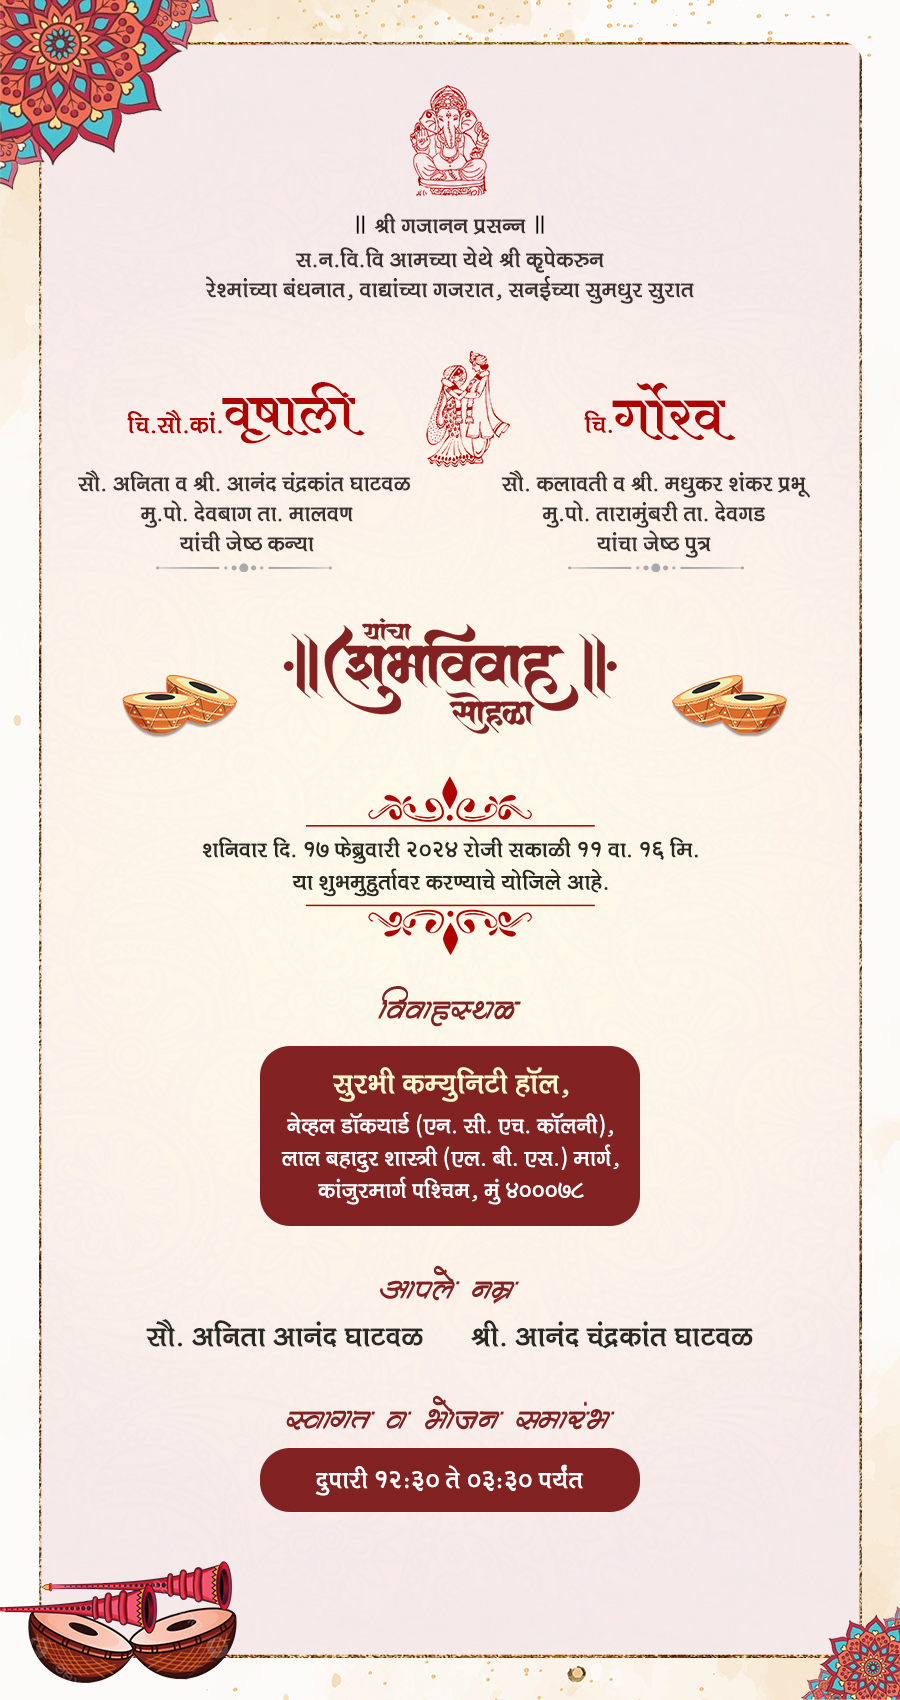 ॥ श्री गजानन प्रसन्न ॥
स.न.वि.वि आमच्या येथे श्री कृपेकरुन
रेश्मांच्या बंधनात, वाद्यांच्या गजरात, सनईच्या सुमधुर सुरात
चि.सौ.कां. वृषाली
सौ. अनिता व श्री. आनंद चंद्रकांत घाटवळ
मु.पो. देवबाग ता. मालवण
यांची जेष्ठ कन्या
चि. गौरव
सौ. कलावती व श्री. मधुकर शंकर प्रभू
मु.पो. तारामुंबरी ता. देवगड
यांचा जेष्ठ पुत्र
यांचा
॥ शुभविवाह ॥
सोहळा
शनिवार दि. १७ फेब्रुवारी २०२४ रोजी सकाळी ११ वा. १६ मि.
या शुभमुहुर्तावर करण्याचे योजिले आहे.
विवाहस्थळ
सुरभी कम्युनिटी हॉल,
नेव्हल डॉकयार्ड (एन. सी. एच. कॉलनी),
लाल बहादुर शास्त्री (एल. बी. एस.) मार्ग,
कांजुरमार्ग पश्चिम, मुं ४०००७८
आपले नम्र
सौ. अनिता आनंद घाटवळ श्री. आनंद चंद्रकांत घाटवळ
स्वागत व भोजन समारंभ
दुपारी १२:३० ते ०३:३० पर्यंत